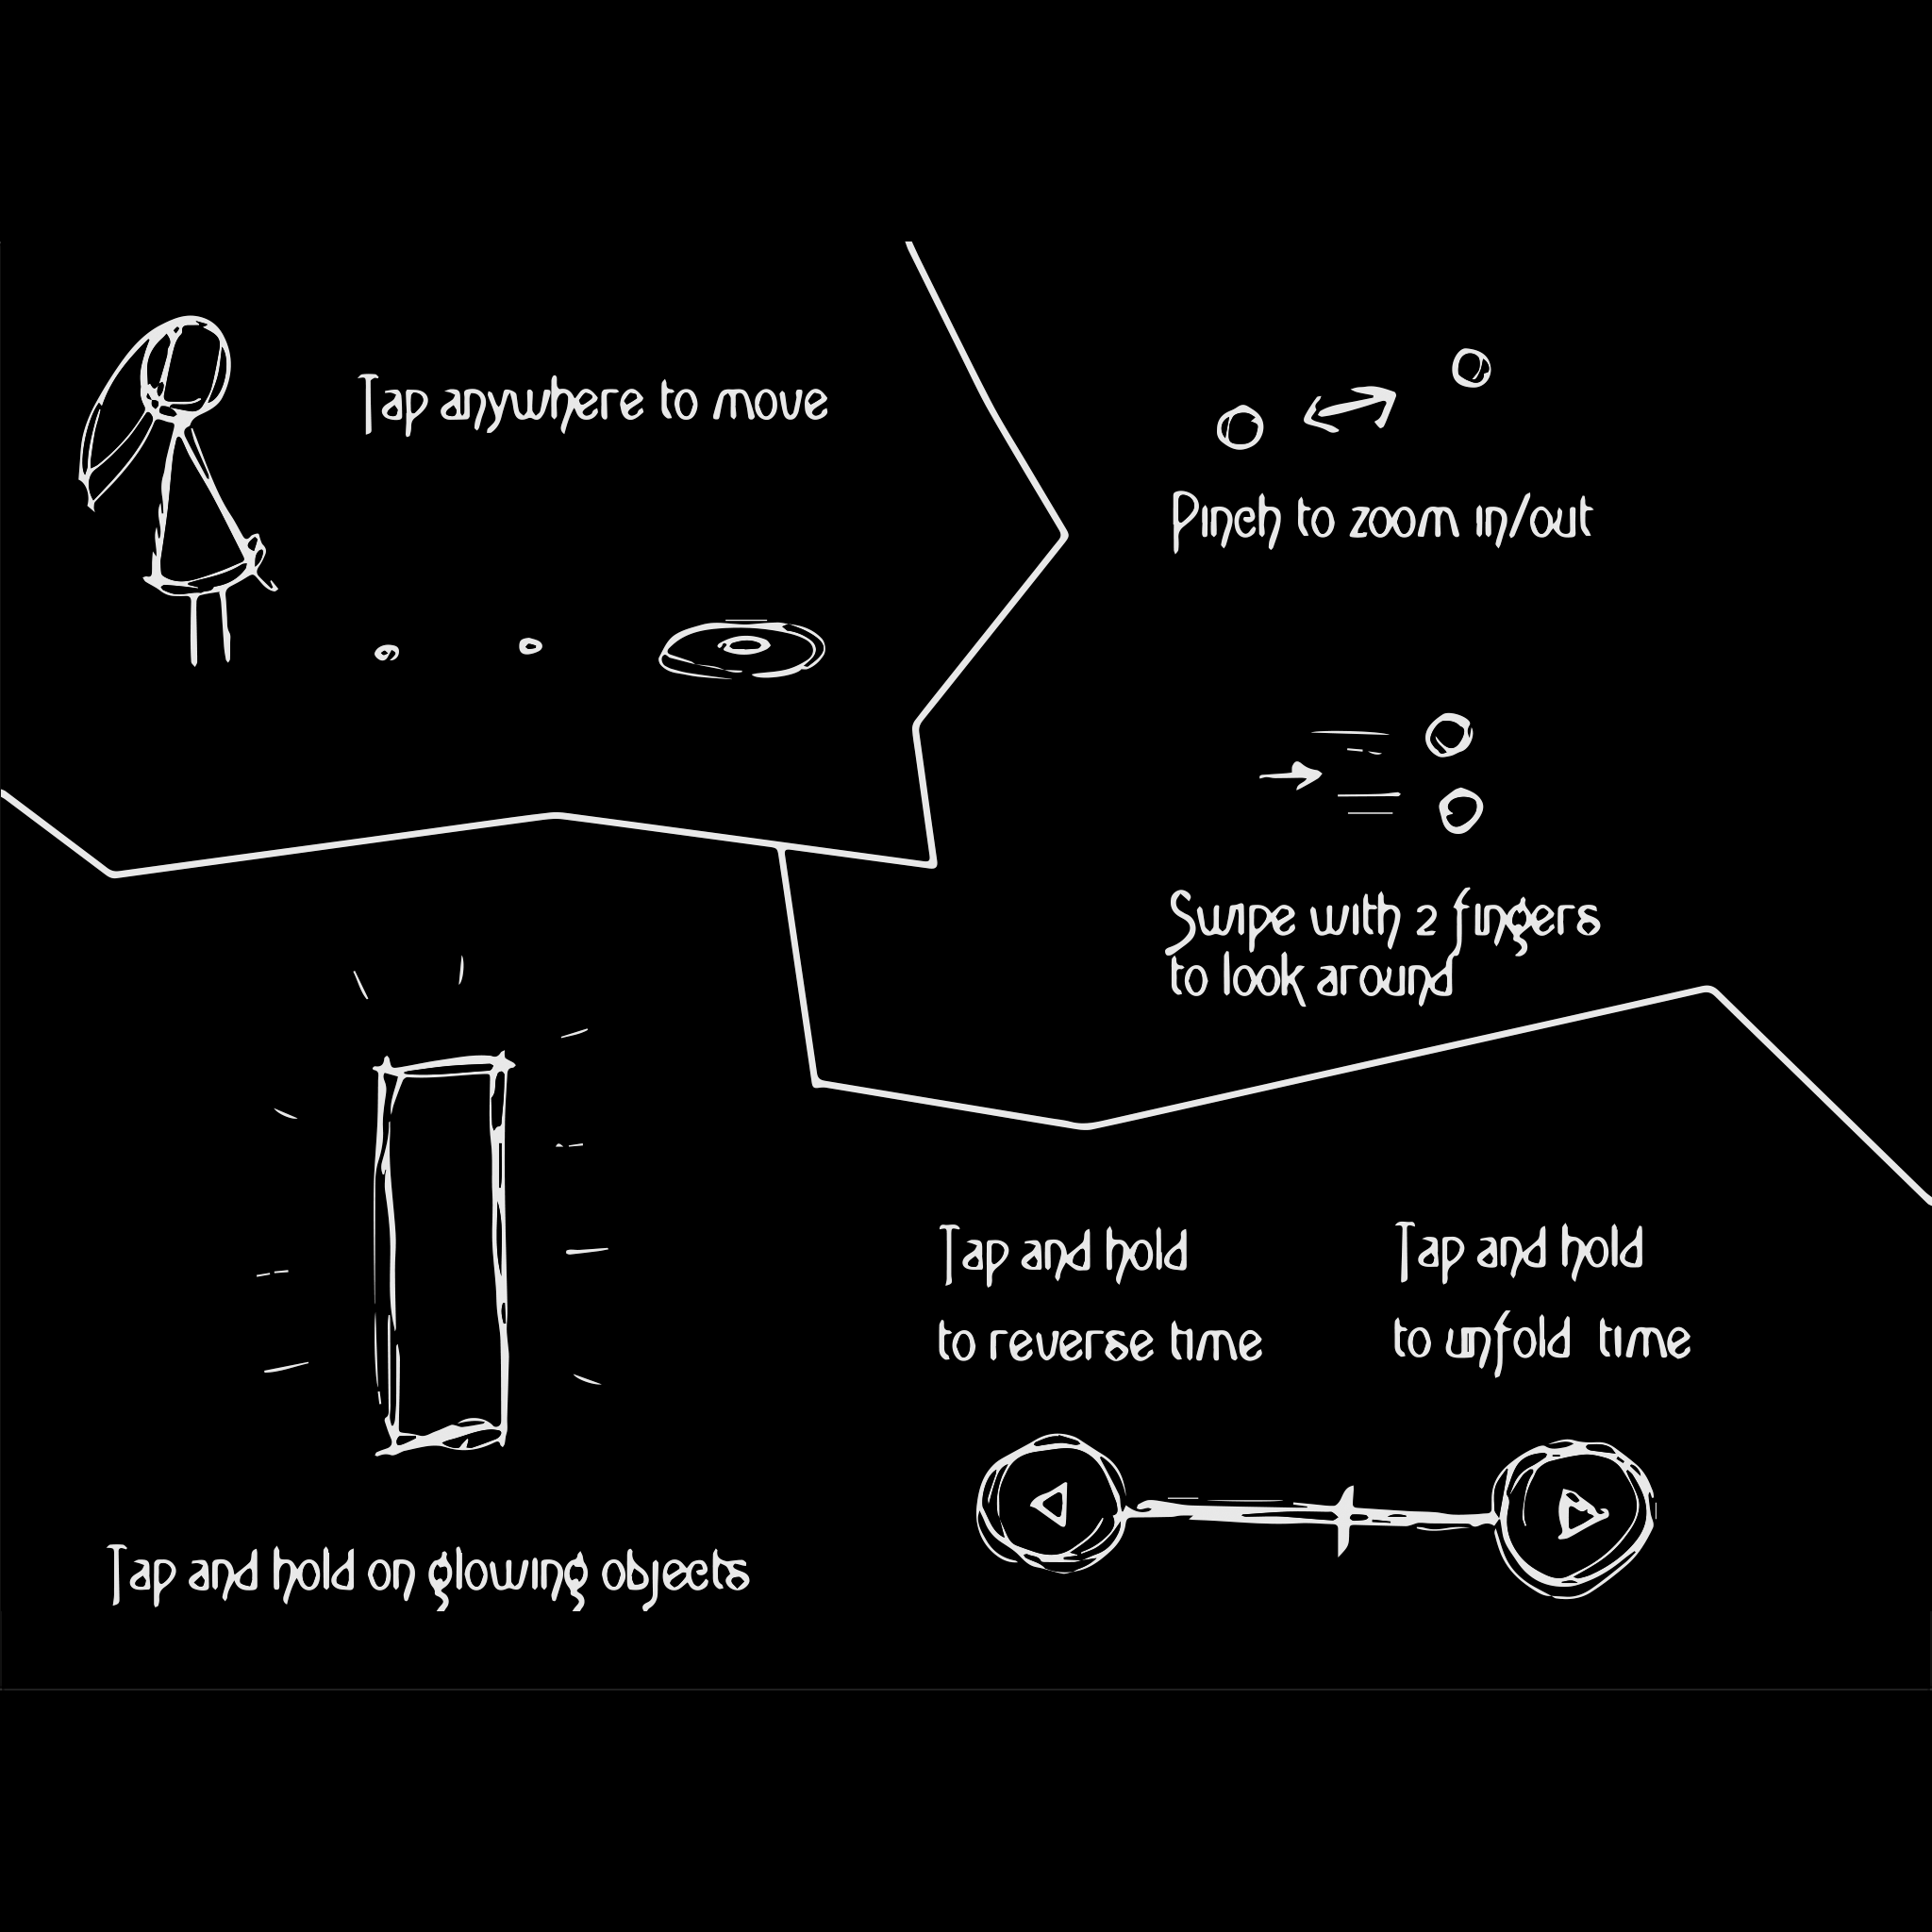 Tap anywhere to move
Pinch to zoom in/out
Swipe with 2 fingers
to look around
Tap and hold
to reverse time
Tap and hold
to unfold time
Tap and hold on glowing objects